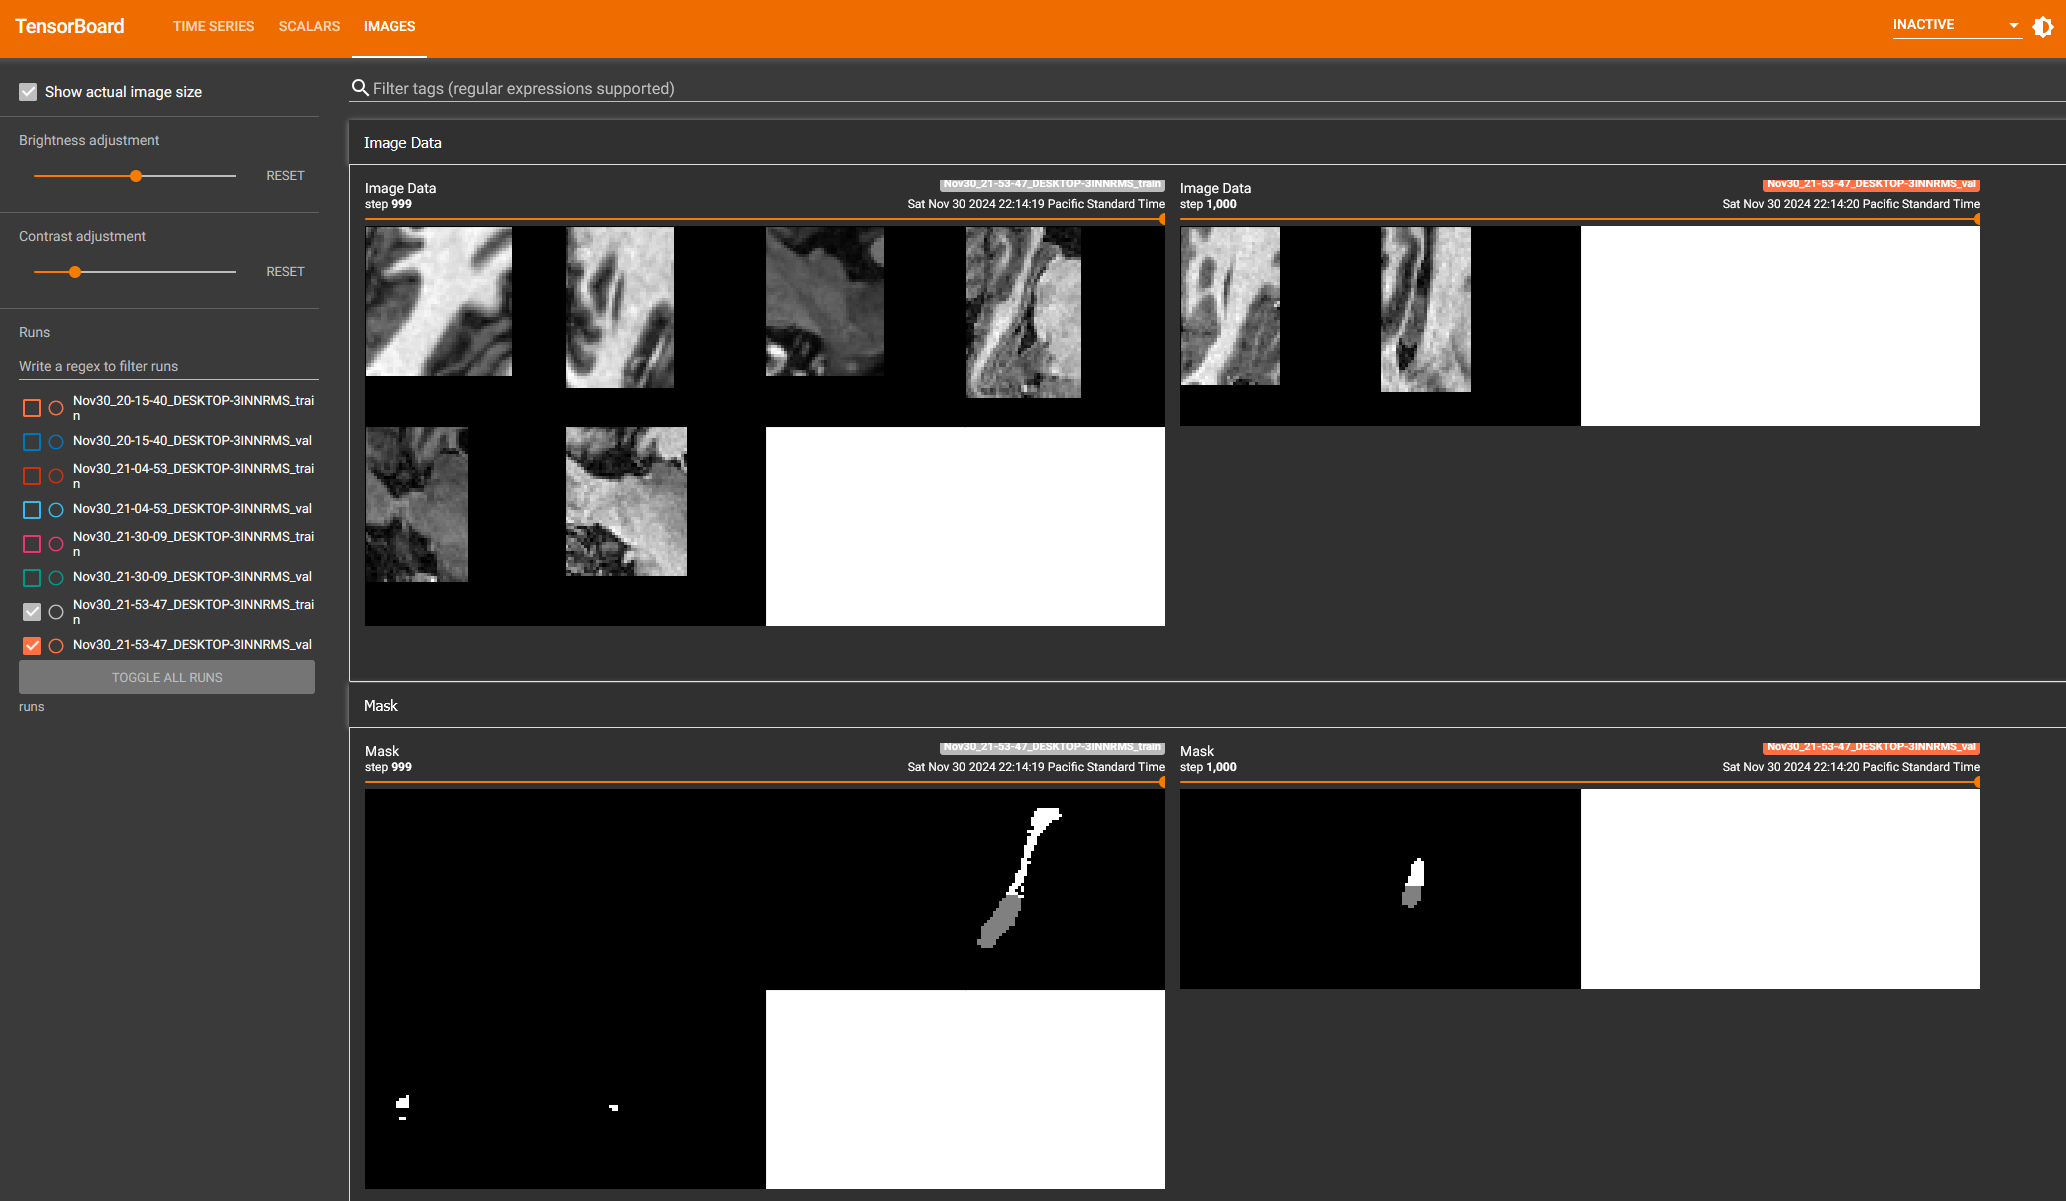 TensorBoard
TIME SERIES
SCALARS
IMAGES
INACTIVE
Show actual image size
Brightness adjustment
RESET
Contrast adjustment
RESET
Runs
Write a regex to filter runs
Nov30_20-15-40_DESKTOP-3INNRMS_trai
n
Nov30_20-15-40_DESKTOP-3INNRMS_val
Nov30_21-04-53_DESKTOP-3INNRMS_trai
n
Nov30_21-04-53_DESKTOP-3INNRMS_val
Nov30_21-30-09_DESKTOP-3INNRMS_trai
n
Nov30_21-30-09_DESKTOP-3INNRMS_val
Nov30_21-53-47_DESKTOP-3INNRMS_trai
n
Nov30_21-53-47_DESKTOP-3INNRMS_val
TOGGLE ALL RUNS
runs
Filter tags (regular expressions supported)
Image Data
Image Data
Nov30_21-53-47_DESKTOP-3INNRMS_train
step 999
Sat Nov 30 2024 22:14:19 Pacific Standard Time
Image Data
Nov30_21-53-47_DESKTOP-3INNRMS_val
step 1,000
Sat Nov 30 2024 22:14:20 Pacific Standard Time
Mask
Mask
Nov30_21-53-47_DESKTOP-3INNRMS_train
step 999
Sat Nov 30 2024 22:14:19 Pacific Standard Time
Mask
Nov30_21-53-47_DESKTOP-3INNRMS_val
step 1,000
Sat Nov 30 2024 22:14:20 Pacific Standard Time